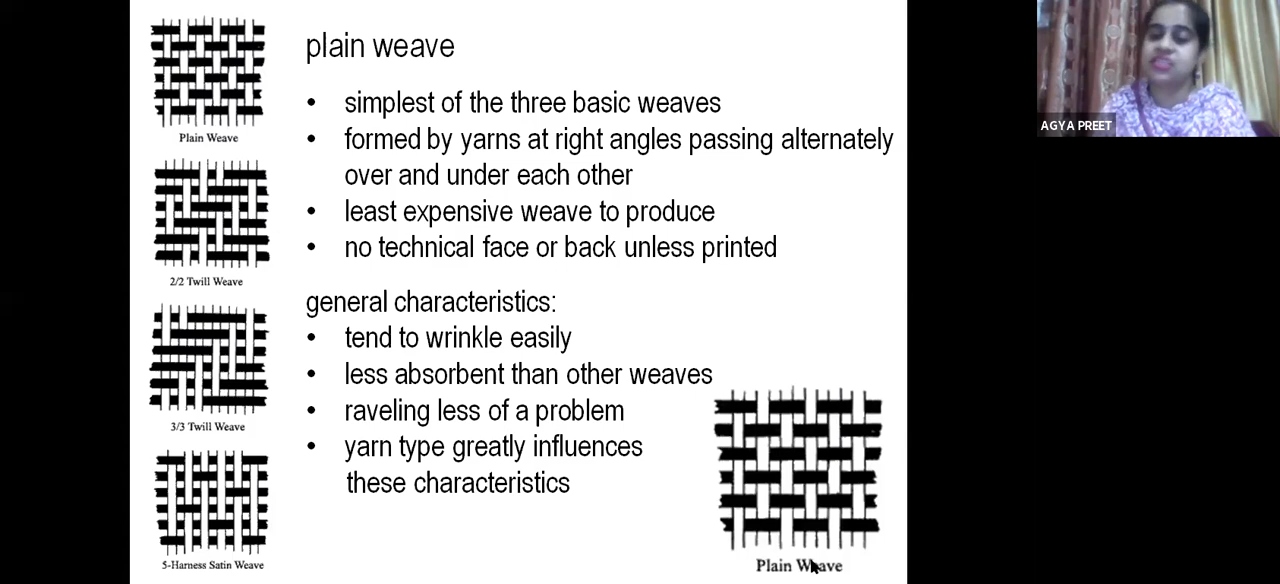 Plain Weave
2/2 Twill Weave
3/3 Twill Weave
5-Harness Satin Weave
plain weave
• simplest of the three basic weaves
• formed by yarns at right angles passing alternately
over and under each other
• least expensive weave to produce
• no technical face or back unless printed
general characteristics:
• tend to wrinkle easily
• less absorbent than other weaves
• raveling less of a problem
• yarn type greatly influences
these characteristics
Plain Weave
AGYA PREET